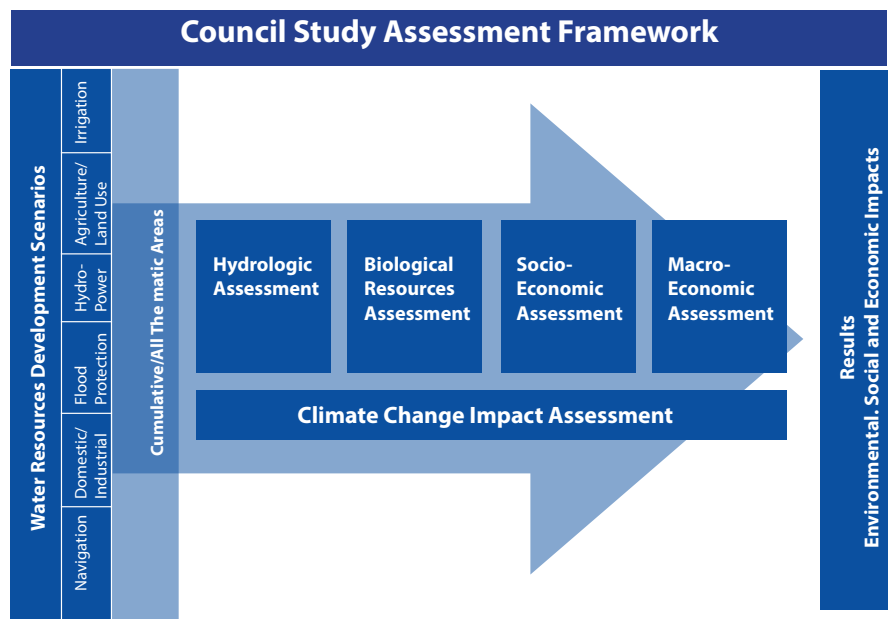 Council Study Assessment Framework
Water Resources Development Scenarios
Irrigation
Agriculture/
Land Use
Hydro-
Power
Flood
Protection
Domestic/
Industrial
Navigation
Cumulative/All The matic Areas
Hydrologic
Assessment
Biological
Resources
Assessment
Socio-
Economic
Assessment
Macro-
Economic
Assessment
Climate Change Impact Assessment
Results
Environmental. Social and Economic Impacts